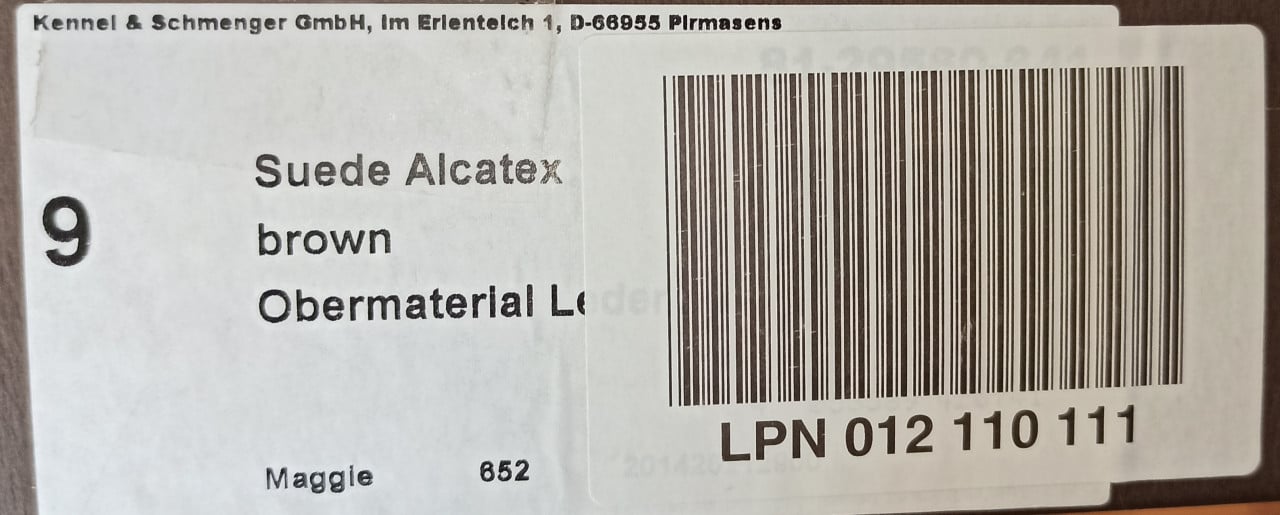 Kennel & Schmenger GmbH, Im Erlenteich 1, D-66955 Pirmasens
9
Suede Alcatex
brown
Obermaterial Leder
Maggie 652
LPN 012 110 111